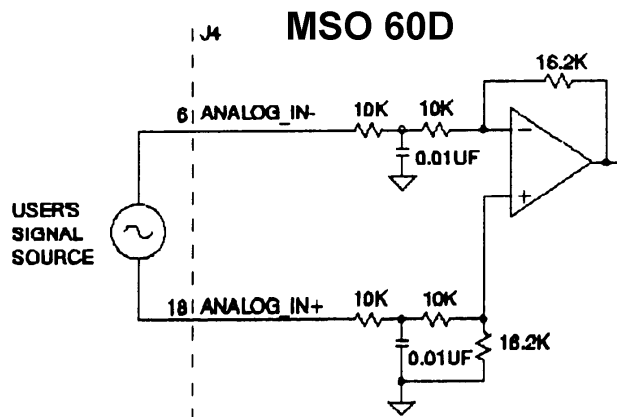 J4
MSO 60D
16.2K
6 ANALOG_IN-
10K
10K
0.01UF
−
+
USER'S
SIGNAL
SOURCE
18 ANALOG_IN+
10K
10K
0.01UF
16.2K